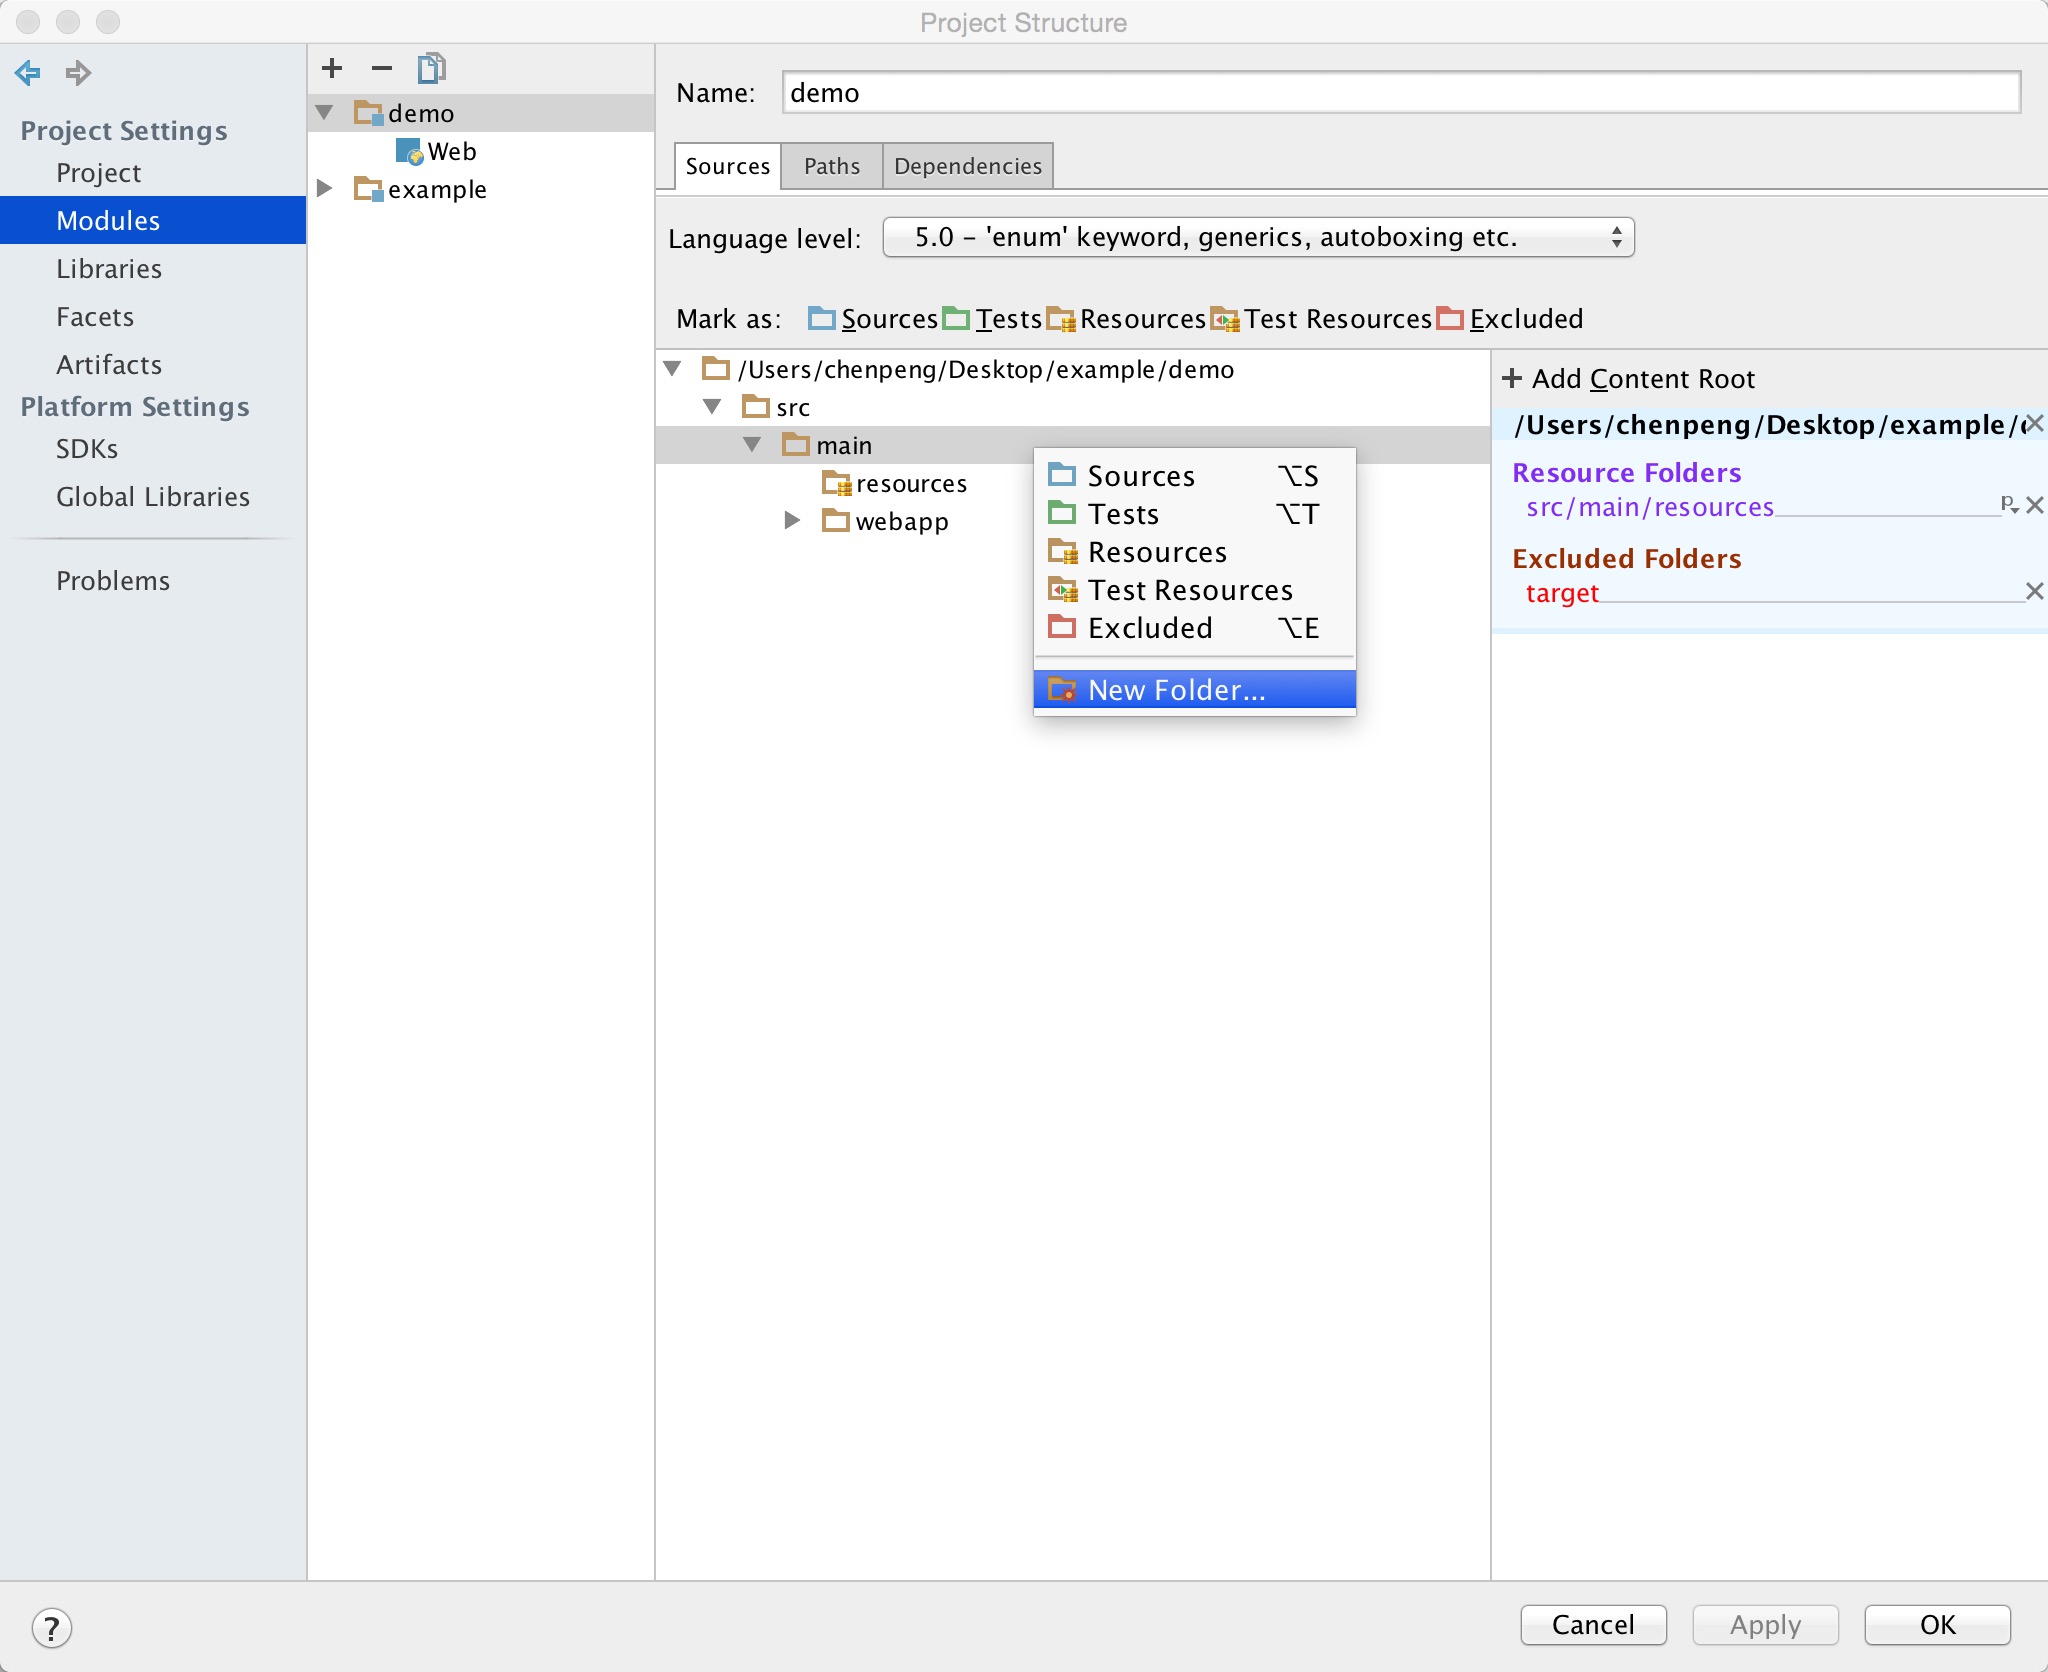 Project Structure
Project Settings
Project
Modules
Libraries
Facets
Artifacts
Platform Settings
SDKs
Global Libraries
Problems
demo
Web
example
Name: demo
Sources Paths Dependencies
Language level: 5.0 – 'enum' keyword, generics, autoboxing etc.
Mark as: Sources Tests Resources Test Resources Excluded
/Users/chenpeng/Desktop/example/demo
src
main
resources
webapp
Sources ⌥S
Tests ⌥T
Resources
Test Resources
Excluded ⌥E
New Folder...
+ Add Content Root
/Users/chenpeng/Desktop/example/
Resource Folders
src/main/resources
Excluded Folders
target
? Cancel Apply OK